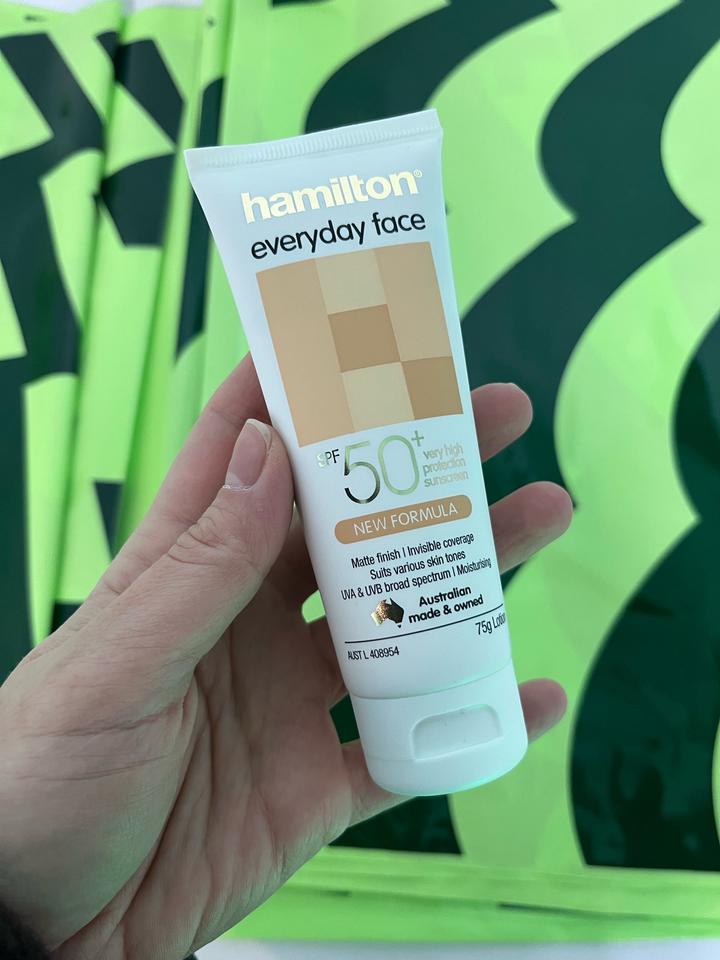 hamilton®
everyday face
SPF 50+ very high
protection
sunscreen
NEW FORMULA
Matte finish | Invisible coverage
Suits various skin tones
UVA & UVB broad spectrum | Moisturising
Australian
made & owned
75g Lotion
AUST L 408954